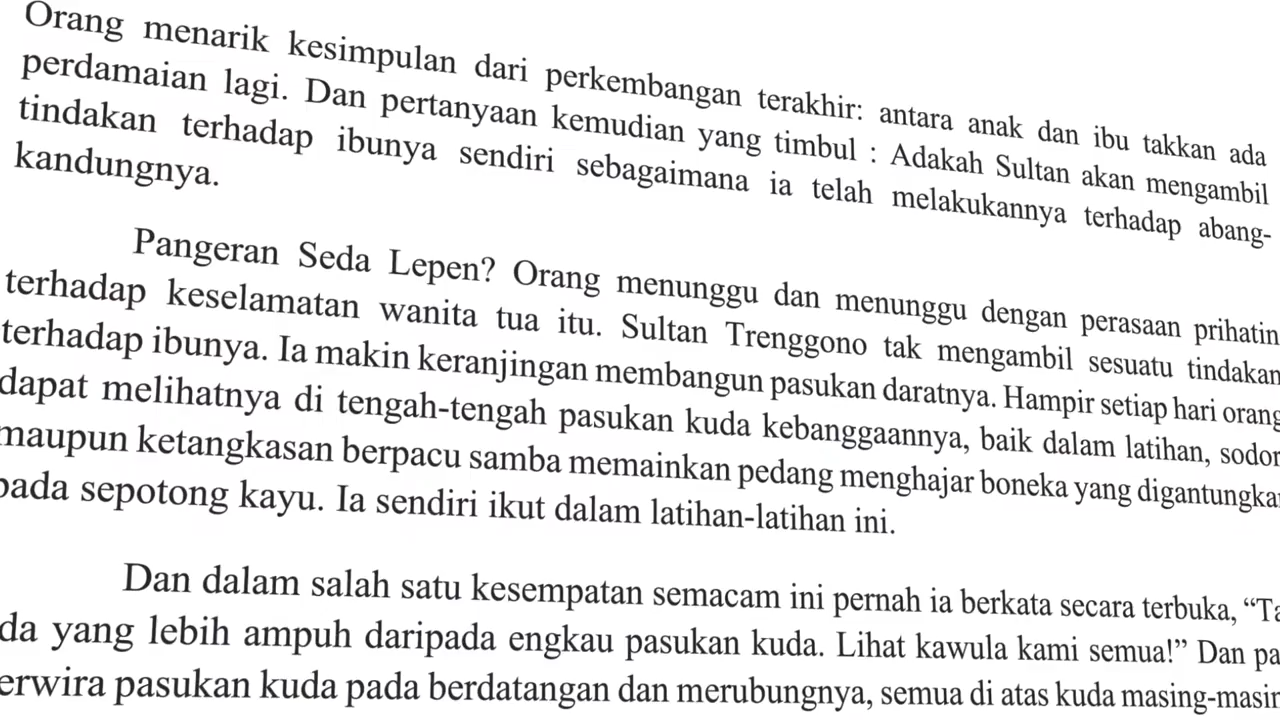 Orang menarik kesimpulan dari perkembangan terakhir: antara anak dan ibu takkan ada
perdamaian lagi. Dan pertanyaan kemudian yang timbul : Adakah Sultan akan mengambil
tindakan terhadap ibunya sendiri sebagaimana ia telah melakukannya terhadap abang-
kandungnya.
Pangeran Seda Lepen? Orang menunggu dan menunggu dengan perasaan prihatin
terhadap keselamatan wanita tua itu. Sultan Trenggono tak mengambil sesuatu tindakan
terhadap ibunya. Ia makin keranjingan membangun pasukan daratnya. Hampir setiap hari orang
dapat melihatnya di tengah-tengah pasukan kuda kebanggaannya, baik dalam latihan, sodor
maupun ketangkasan berpacu samba memainkan pedang menghajar boneka yang digantungkan
pada sepotong kayu. Ia sendiri ikut dalam latihan-latihan ini.
Dan dalam salah satu kesempatan semacam ini pernah ia berkata secara terbuka, “Ta
da yang lebih ampuh daripada engkau pasukan kuda. Lihat kawula kami semua!” Dan pa
erwira pasukan kuda pada berdatangan dan merubungnya, semua di atas kuda masing-masin